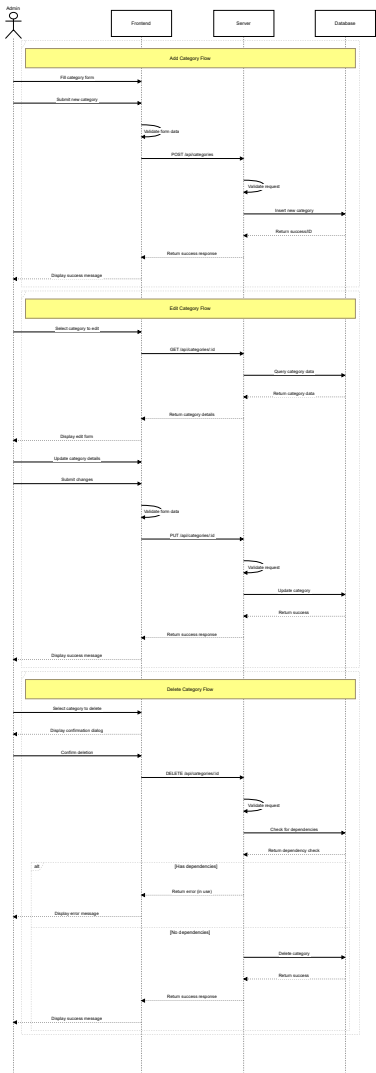 Admin
Frontend
Server
Database
Add Category Flow
Fill category form
Submit new category
Validate form data
POST /api/categories
Validate request
Insert new category
Return success/ID
Return success response
Display success message
Edit Category Flow
Select category to edit
GET /api/categories/:id
Query category data
Return category data
Return category details
Display edit form
Update category details
Submit changes
Validate form data
PUT /api/categories/:id
Validate request
Update category
Return success
Return success response
Display success message
Delete Category Flow
Select category to delete
Display confirmation dialog
Confirm deletion
DELETE /api/categories/:id
Validate request
Check for dependencies
Return dependency check
alt
[Has dependencies]
Return error (in use)
Display error message
[No dependencies]
Delete category
Return success
Return success response
Display success message